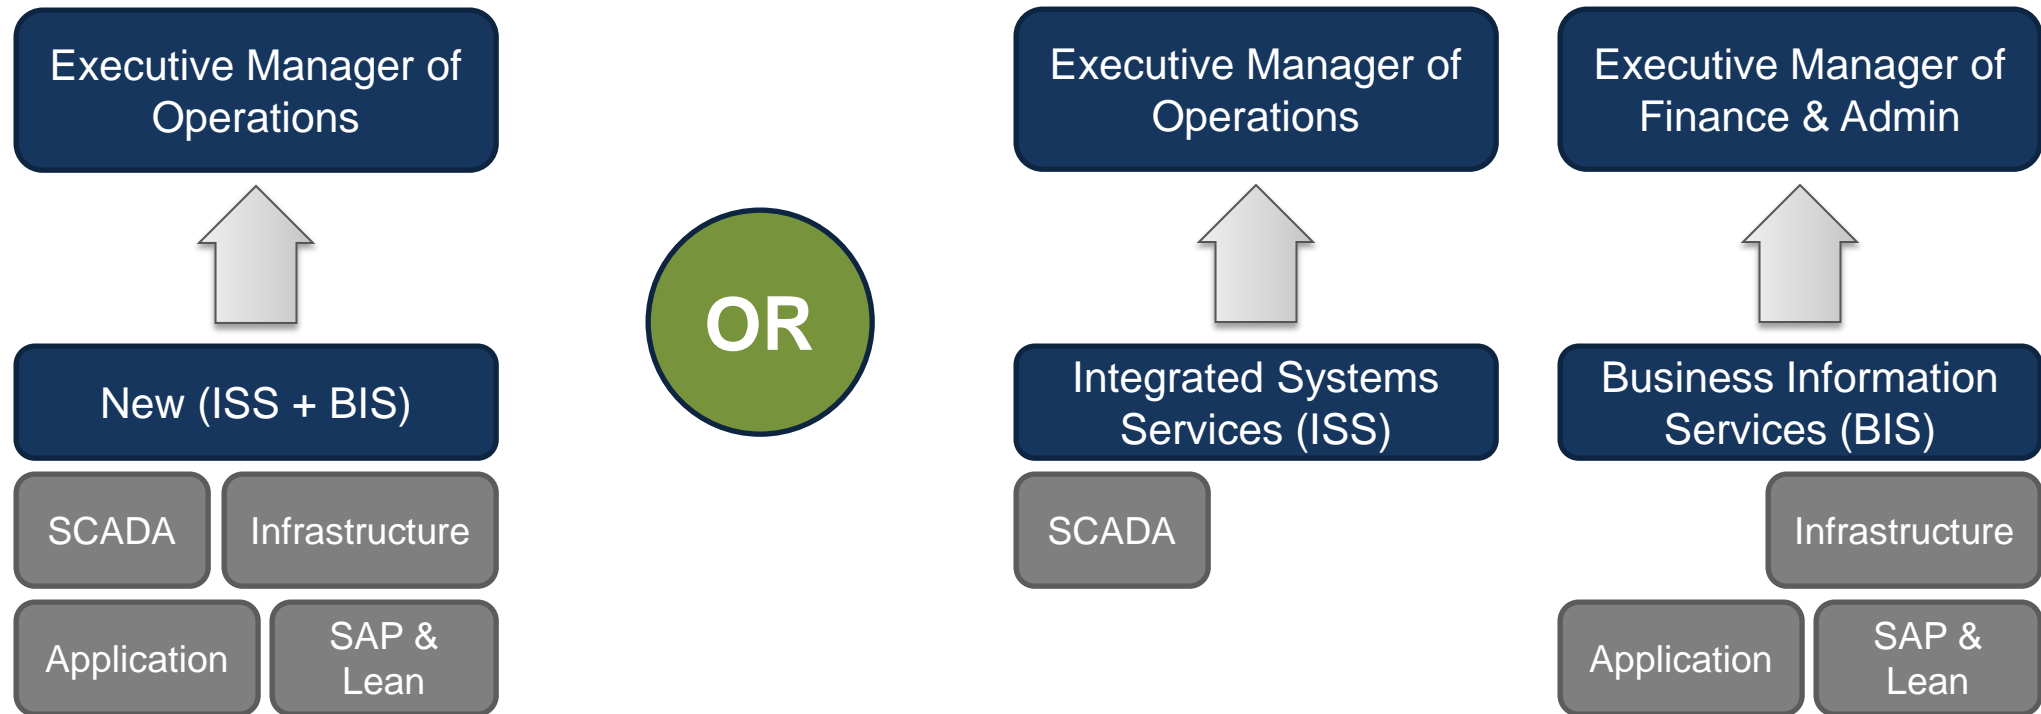 Executive Manager of
Operations
New (ISS + BIS)
SCADA
Infrastructure
Application
SAP &
Lean
OR
Executive Manager of
Operations
Integrated Systems
Services (ISS)
SCADA
Executive Manager of
Finance & Admin
Business Information
Services (BIS)
Infrastructure
Application
SAP &
Lean